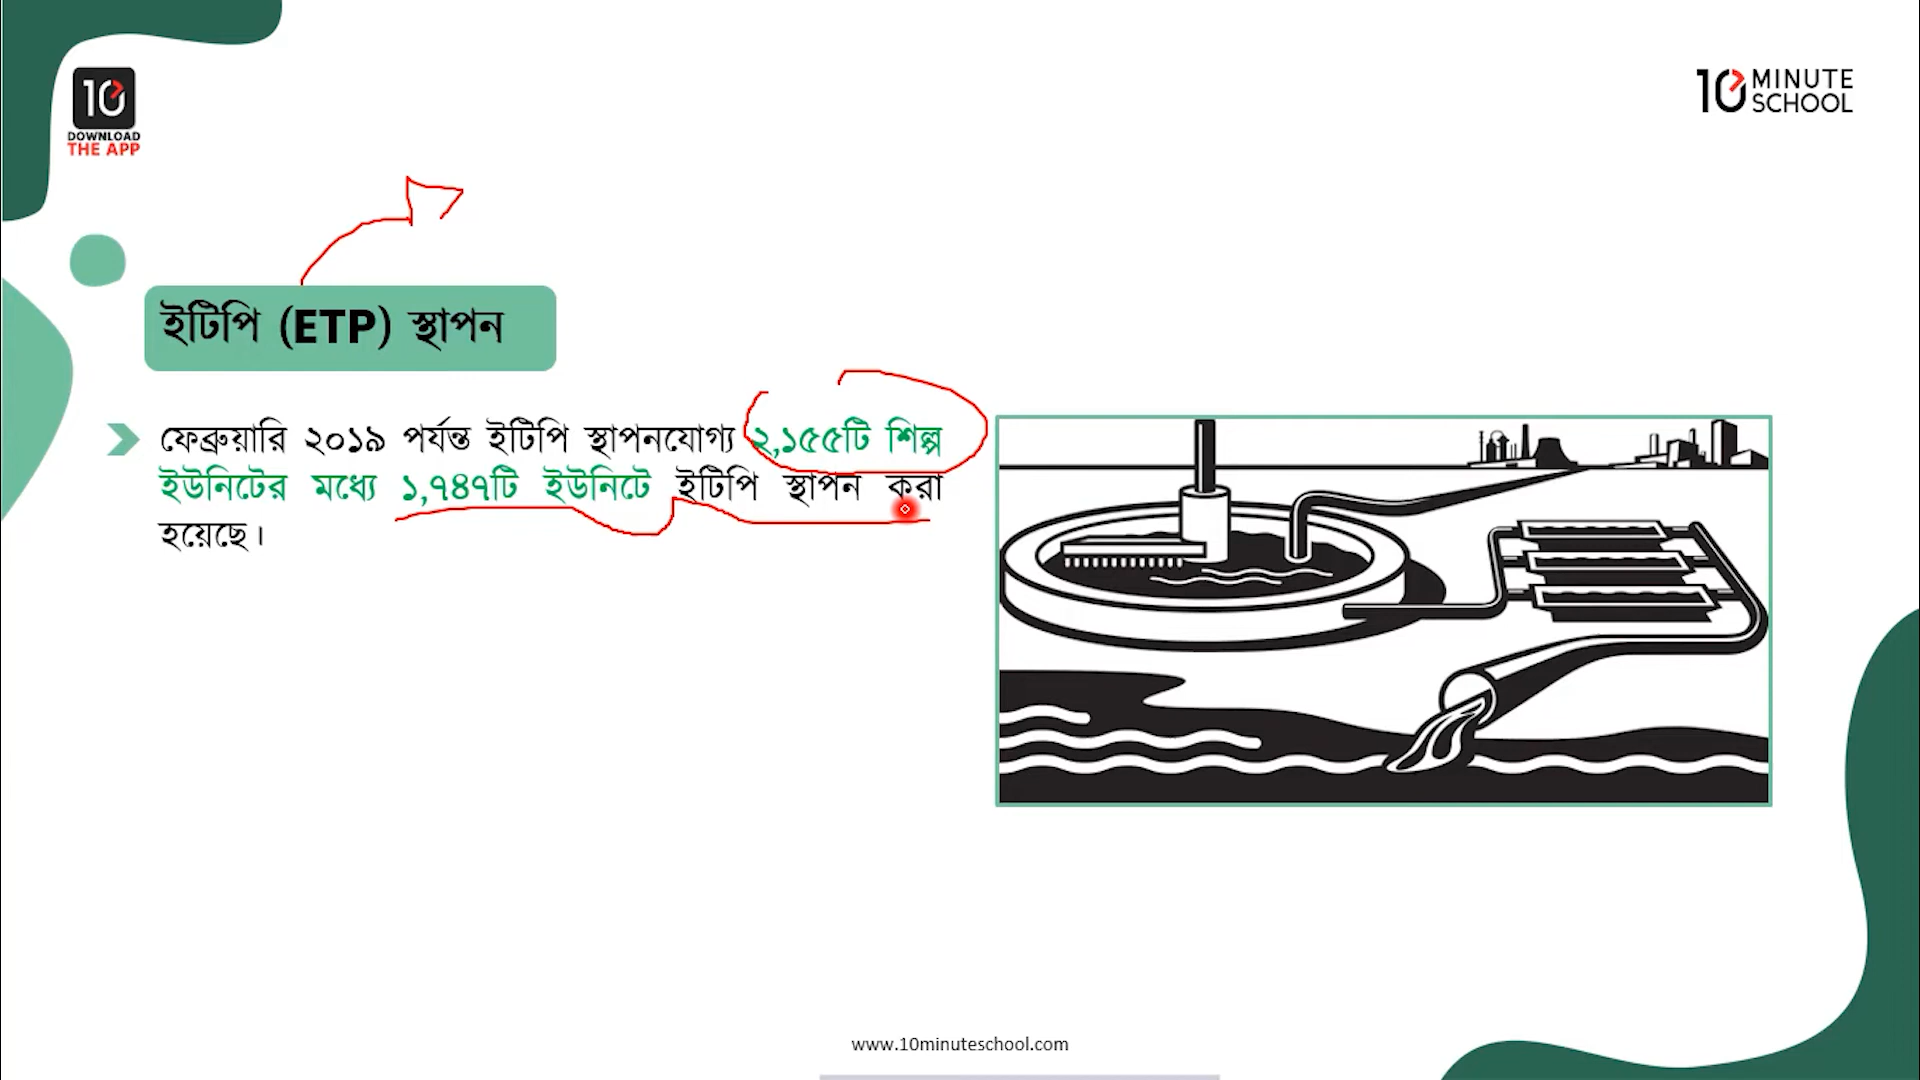 10
DOWNLOAD
THE APP
10 MINUTE
SCHOOL
ইটিপি (ETP) স্থাপন
ফেব্রুয়ারি ২০১৯ পর্যন্ত ইটিপি স্থাপনযোগ্য ২,১৫৫টি শিল্প
ইউনিটের মধ্যে ১,৭৪৭টি ইউনিটে ইটিপি স্থাপন করা
হয়েছে।
www.10minuteschool.com